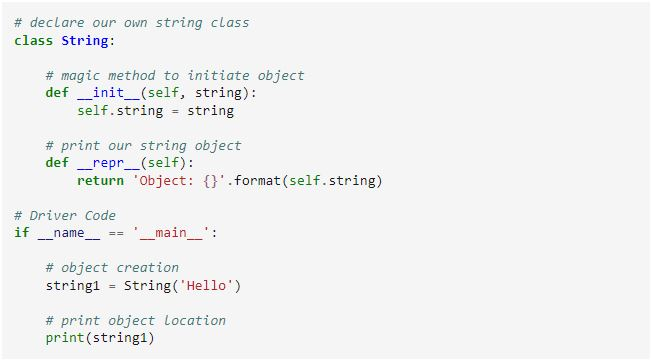 # declare our own string class
class String:
    # magic method to initiate object
    def __init__(self, string):
        self.string = string
    # print our string object
    def __repr__(self):
        return 'Object: {}'.format(self.string)
# Driver Code
if __name__ == '__main__':
    # object creation
    string1 = String('Hello')
    # print object location
    print(string1)